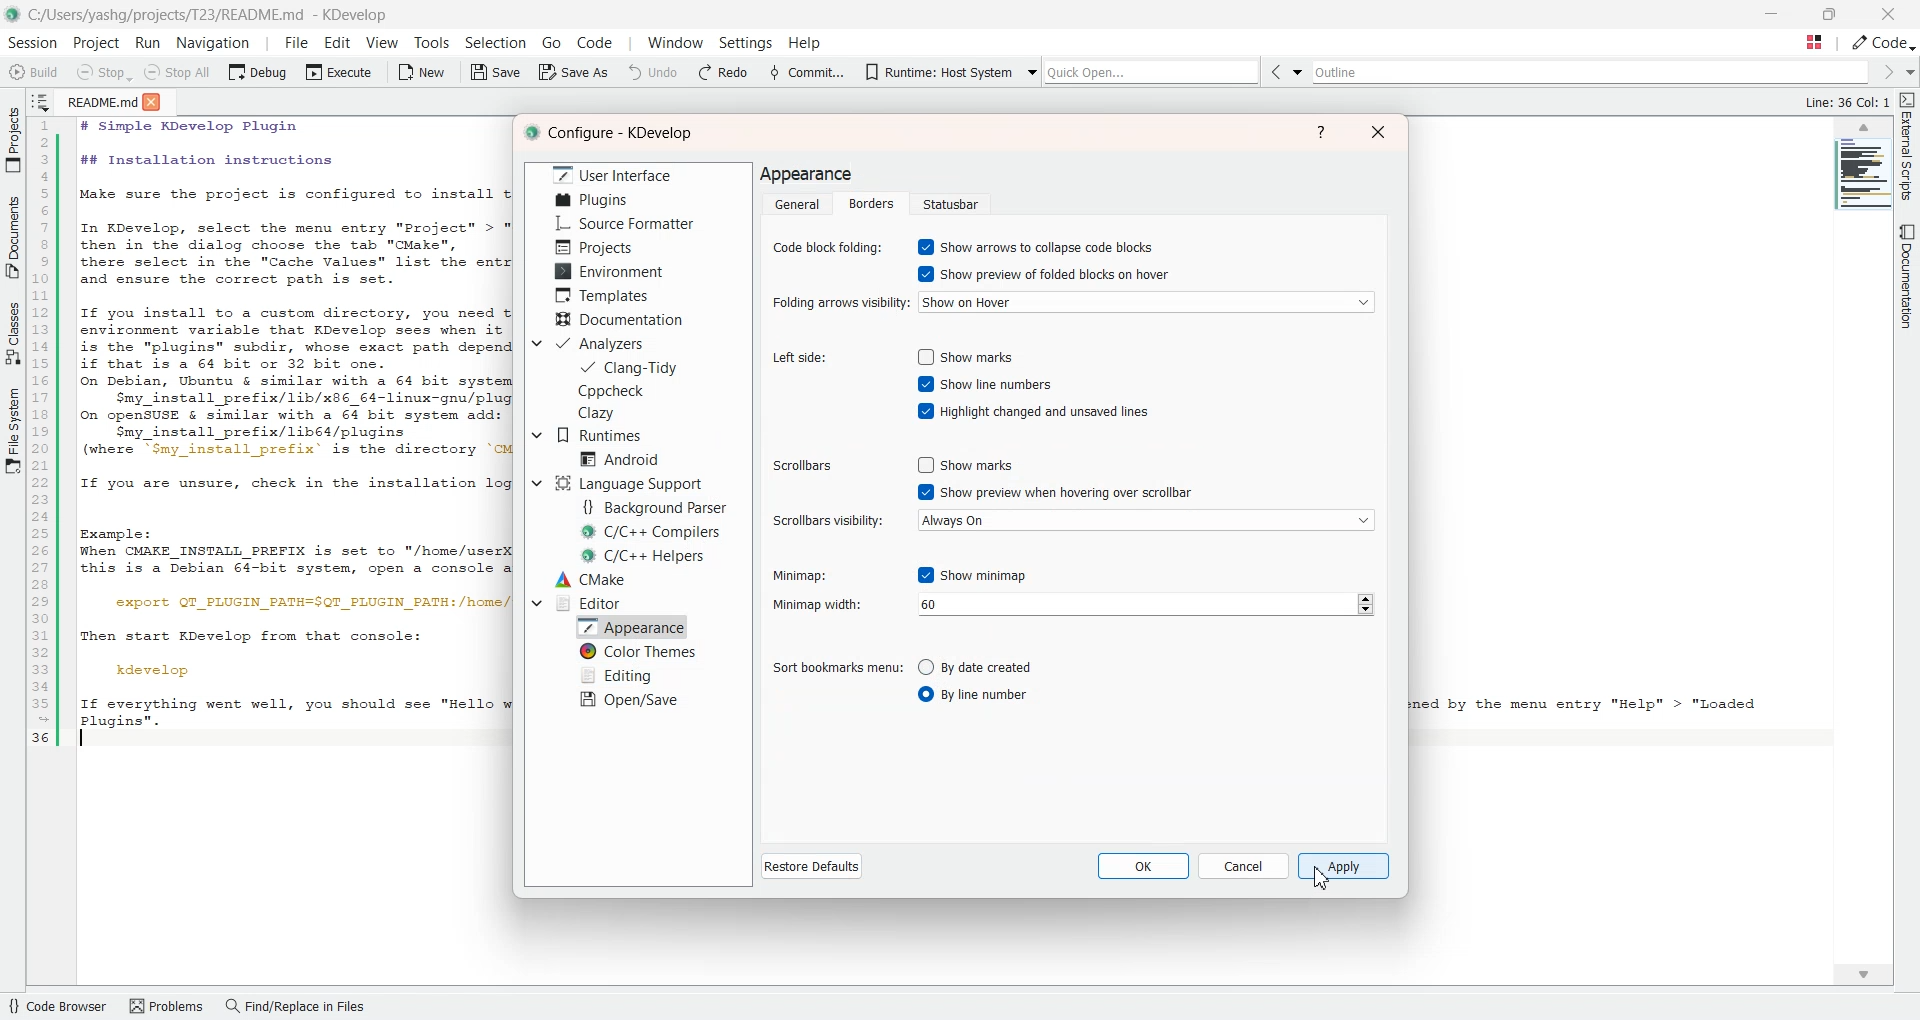 C:/Users/yashg/projects/T23/README.md - KDevelop
Session Project Run Navigation | File Edit View Tools Selection Go Code | Window Settings Help
Code
Build Stop Stop All Debug Execute New Save Save As Undo Redo Commit... Runtime: Host System Quick Open... Outline
README.md
Line: 36 Col: 1
Projects
Documents
Classes
File System
External Scripts
Documentation
1 # Simple KDevelop Plugin
2
3 ## Installation instructions
4
5 Make sure the project is configured to install t
6
7 In KDevelop, select the menu entry "Project" > "
8 then in the dialog choose the tab "CMake",
9 there select in the "Cache Values" list the entr
10 and ensure the correct path is set.
11
12 If you install to a custom directory, you need t
13 environment variable that KDevelop sees when it
14 is the "plugins" subdir, whose exact path depend
15 if that is a 64 bit or 32 bit one.
16 On Debian, Ubuntu & similar with a 64 bit system
17 $my_install_prefix/lib/x86_64-linux-gnu/plug
18 On openSUSE & similar with a 64 bit system add:
19 $my_install_prefix/lib64/plugins
20 (where `$my_install_prefix` is the directory `CM
21
22 If you are unsure, check in the installation log
23
24
25 Example:
26 When CMAKE_INSTALL_PREFIX is set to "/home/userX
27 this is a Debian 64-bit system, open a console a
28
29 export QT_PLUGIN_PATH=$QT_PLUGIN_PATH:/home/
30
31 Then start KDevelop from that console:
32
33 kdevelop
34
35 If everything went well, you should see "Hello w
ened by the menu entry "Help" > "Loaded
Plugins".
36
Configure - KDevelop
?
User Interface
Plugins
Source Formatter
Projects
Environment
Templates
Documentation
Analyzers
Clang-Tidy
Cppcheck
Clazy
Runtimes
Android
Language Support
{} Background Parser
C/C++ Compilers
C/C++ Helpers
CMake
Editor
Appearance
Color Themes
Editing
Open/Save
Appearance
General Borders Statusbar
Code block folding: Show arrows to collapse code blocks
Show preview of folded blocks on hover
Folding arrows visibility: Show on Hover
Left side: Show marks
Show line numbers
Highlight changed and unsaved lines
Scrollbars Show marks
Show preview when hovering over scrollbar
Scrollbars visibility: Always On
Minimap: Show minimap
Minimap width: 60
Sort bookmarks menu: By date created
By line number
Restore Defaults OK Cancel Apply
{} Code Browser Problems Find/Replace in Files